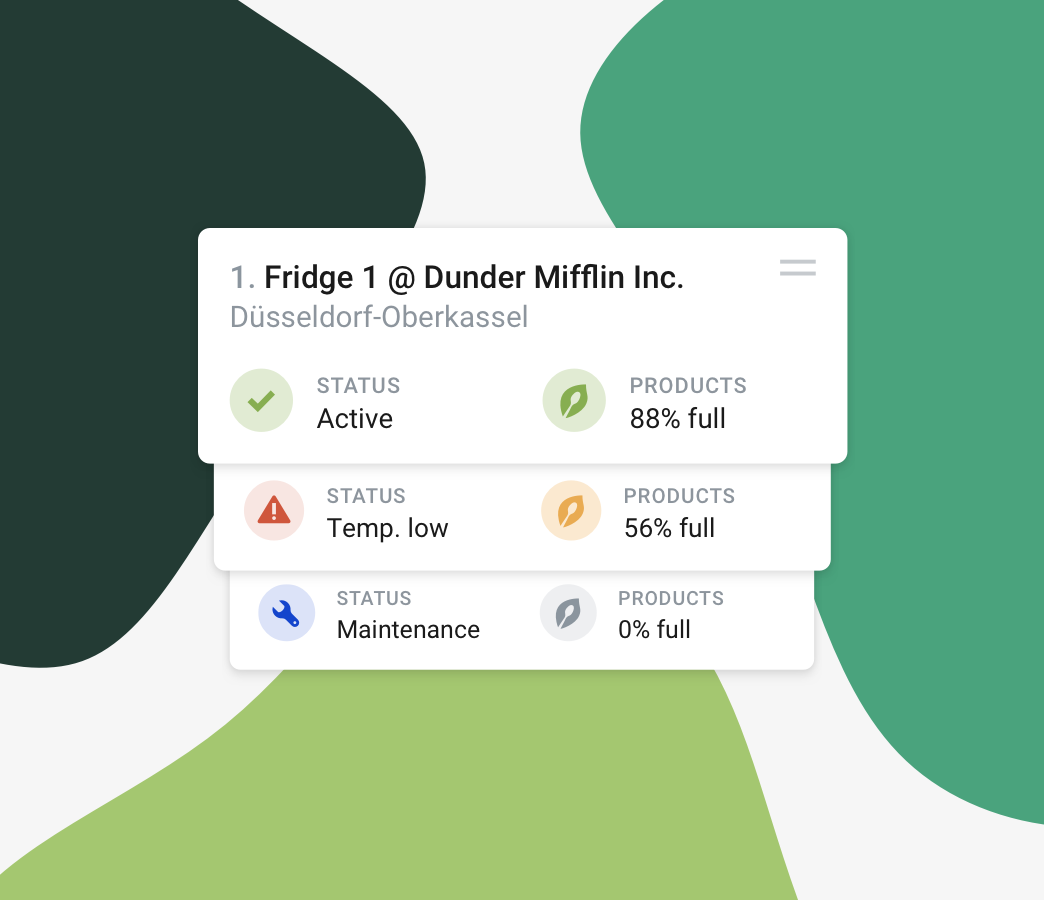 1. Fridge 1 @ Dunder Mifflin Inc.
Düsseldorf-Oberkassel
STATUS
Active
PRODUCTS
88% full
STATUS
Temp. low
PRODUCTS
56% full
STATUS
Maintenance
PRODUCTS
0% full